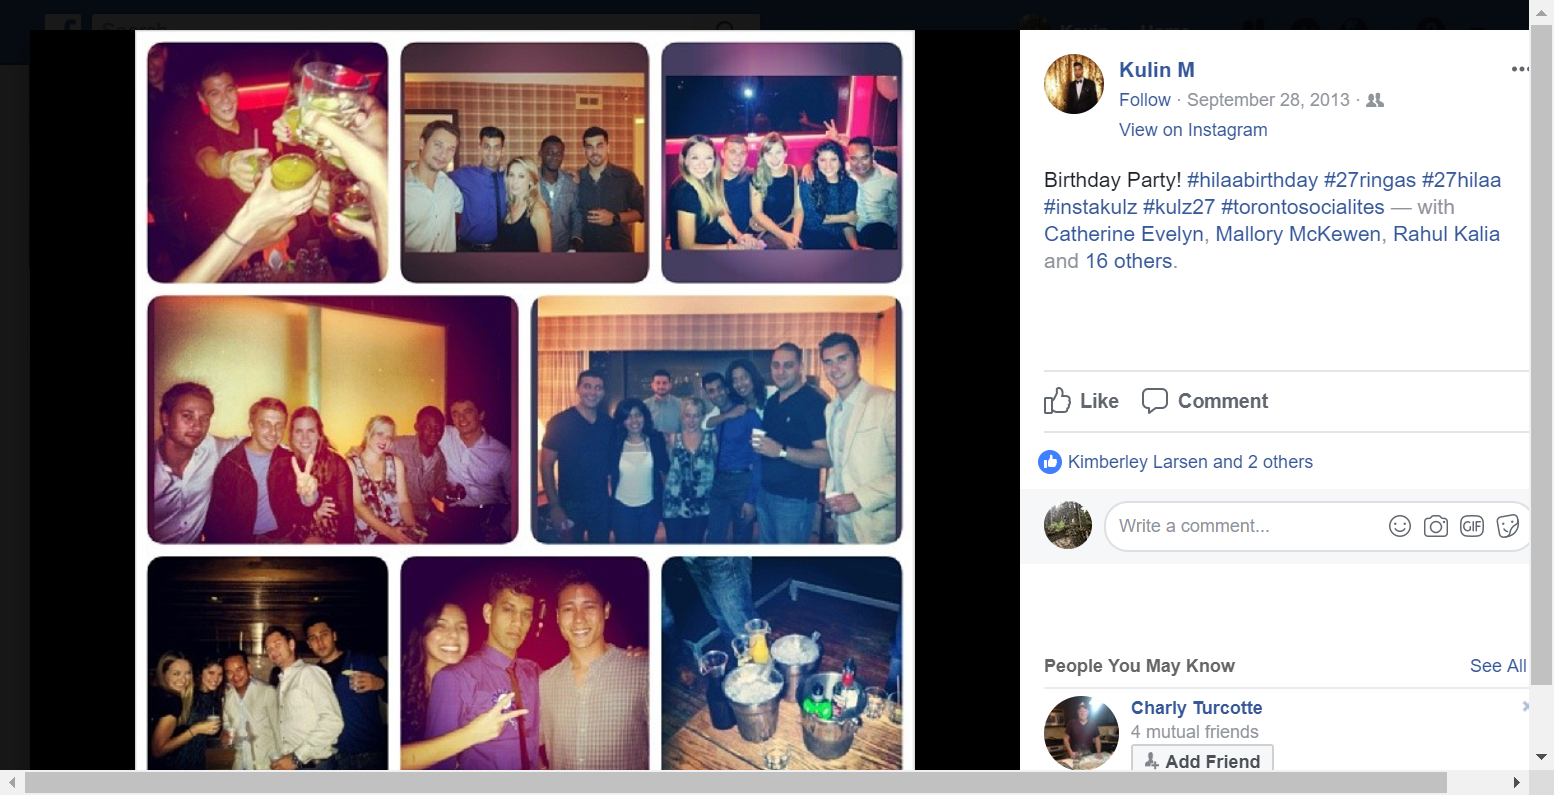 Search
Kulin M
Follow · September 28, 2013 ·
View on Instagram
Birthday Party! #hilaabirthday #27ringas #27hilaa
#instakulz #kulz27 #torontosocialites — with
Catherine Evelyn, Mallory McKewen, Rahul Kalia
and 16 others.
Like Comment
Kimberley Larsen and 2 others
Write a comment... GIF
People You May Know See All
Charly Turcotte
4 mutual friends
Add Friend